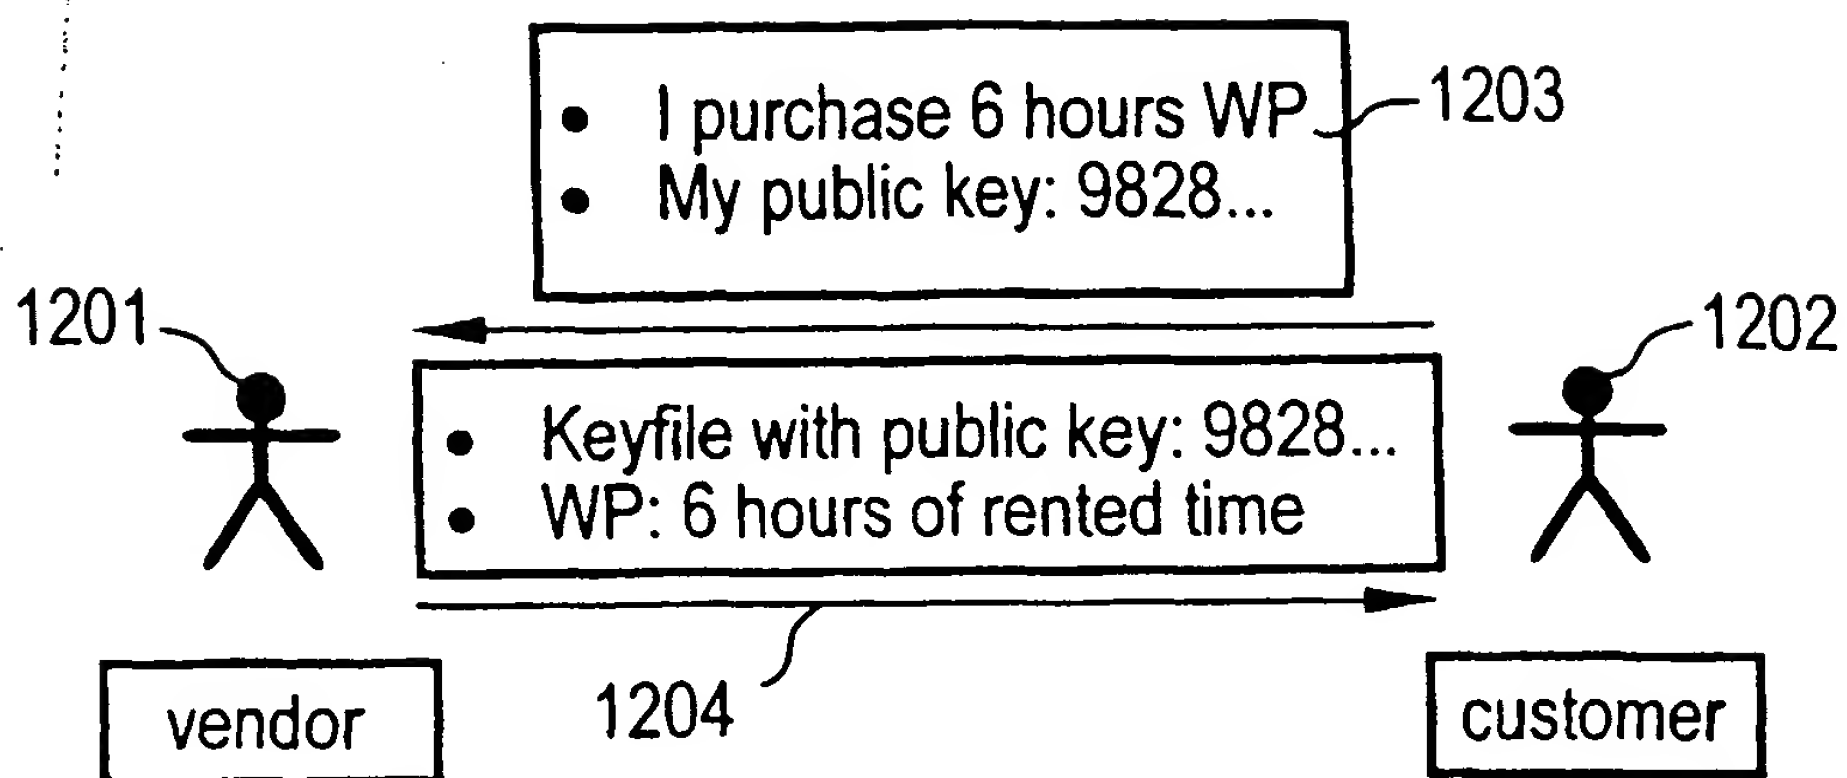 • I purchase 6 hours WP
1203
• My public key: 9828...
1201
1202
• Keyfile with public key: 9828...
• WP: 6 hours of rented time
1204
vendor
customer